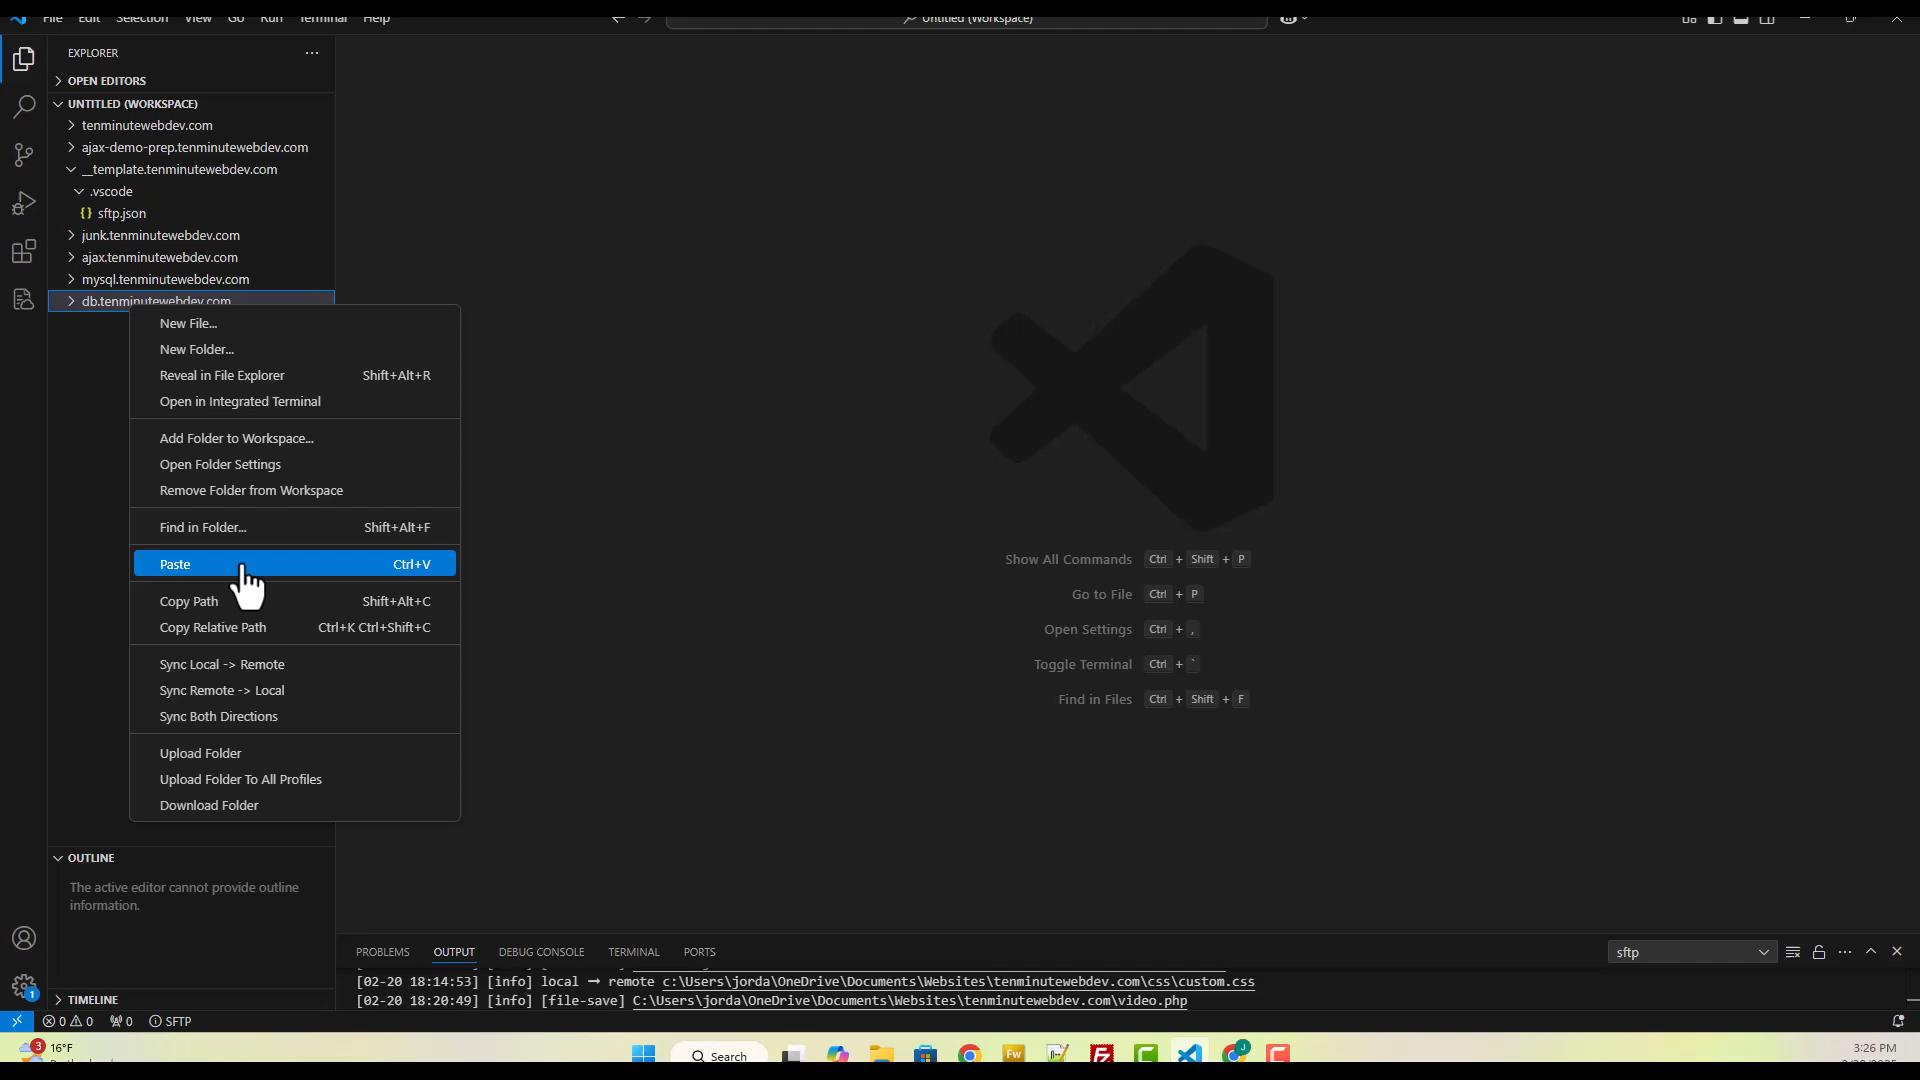 File Edit Selection View Go Run Terminal Help
Untitled (Workspace)
EXPLORER
OPEN EDITORS
UNTITLED (WORKSPACE)
tenminutewebdev.com
ajax-demo-prep.tenminutewebdev.com
__template.tenminutewebdev.com
.vscode
{} sftp.json
junk.tenminutewebdev.com
ajax.tenminutewebdev.com
mysql.tenminutewebdev.com
db.tenminutewebdev.com
New File...
New Folder...
Reveal in File Explorer Shift+Alt+R
Open in Integrated Terminal
Add Folder to Workspace...
Open Folder Settings
Remove Folder from Workspace
Find in Folder... Shift+Alt+F
Paste Ctrl+V
Copy Path Shift+Alt+C
Copy Relative Path Ctrl+K Ctrl+Shift+C
Sync Local -> Remote
Sync Remote -> Local
Sync Both Directions
Upload Folder
Upload Folder To All Profiles
Download Folder
Show All Commands Ctrl + Shift + P
Go to File Ctrl + P
Open Settings Ctrl + ,
Toggle Terminal Ctrl + `
Find in Files Ctrl + Shift + F
OUTLINE
The active editor cannot provide outline
information.
TIMELINE
PROBLEMS OUTPUT DEBUG CONSOLE TERMINAL PORTS
sftp
[02-20 18:14:53] [info] local ➞ remote c:\Users\jorda\OneDrive\Documents\Websites\tenminutewebdev.com\css\custom.css
[02-20 18:20:49] [info] [file-save] C:\Users\jorda\OneDrive\Documents\Websites\tenminutewebdev.com\video.php
1
0 0 0 SFTP
3
16°F
Search
Fw
Fz
J
3:26 PM